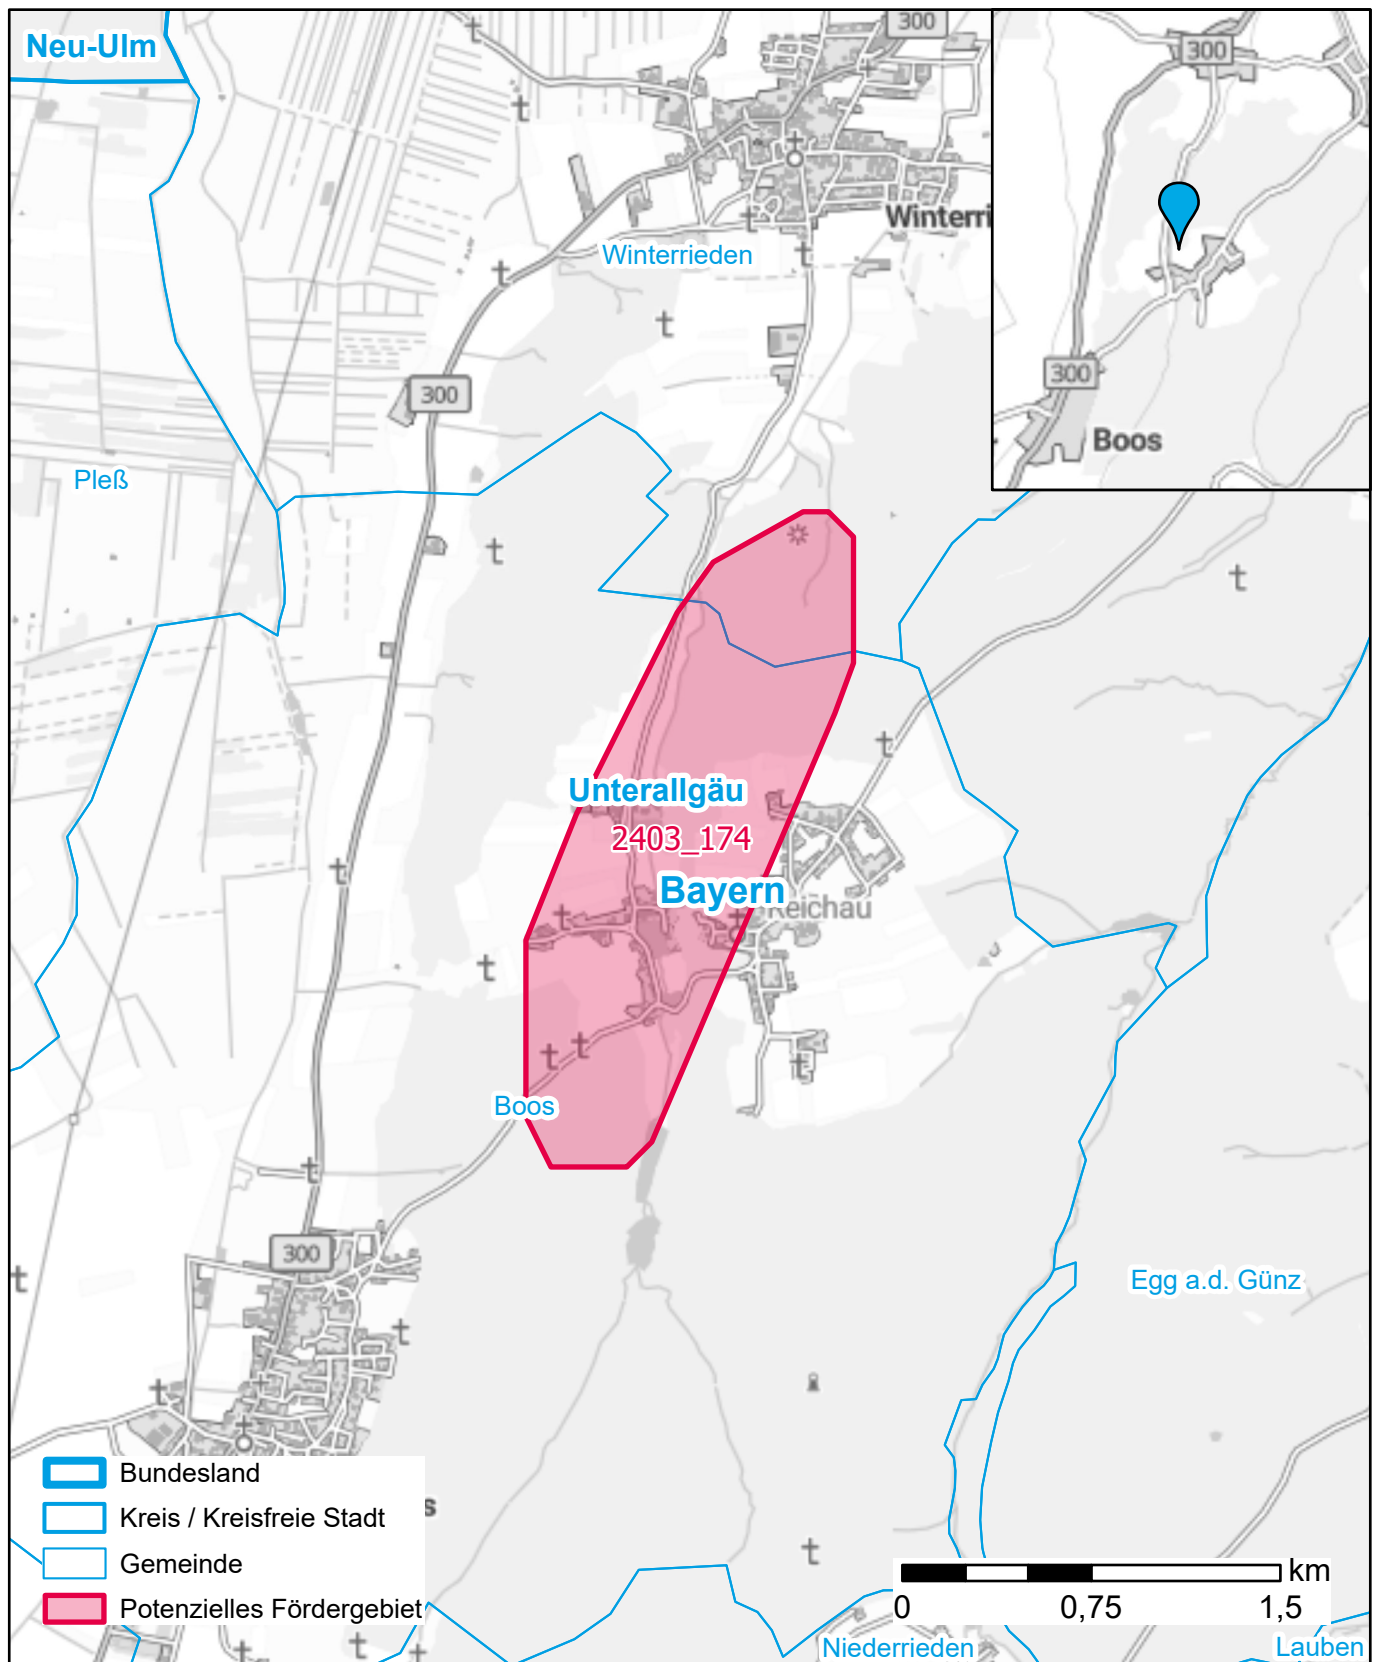 Neu-Ulm
300
300
Winterri
Winterrieden
300
300
Boos
Pleß
Unterallgäu
2403_174
Bayern
Reichau
Boos
300
Egg a.d. Günz
Bundesland
Kreis / Kreisfreie Stadt
s
Gemeinde
Potenzielles Fördergebiet
km
0 0,75 1,5
Niederrieden
Lauben